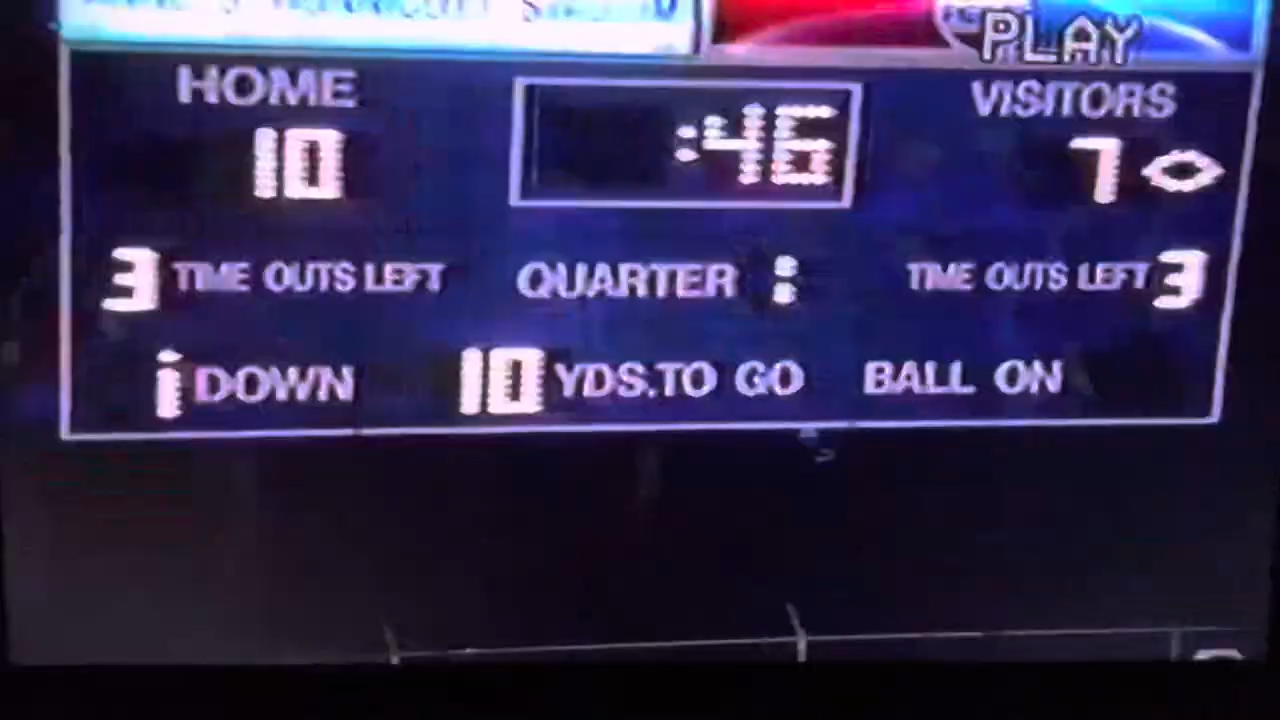 PLAY
HOME
:46
VISITORS
10
7
3 TIME OUTS LEFT
QUARTER :
TIME OUTS LEFT 3
1 DOWN
10 YDS.TO GO
BALL ON